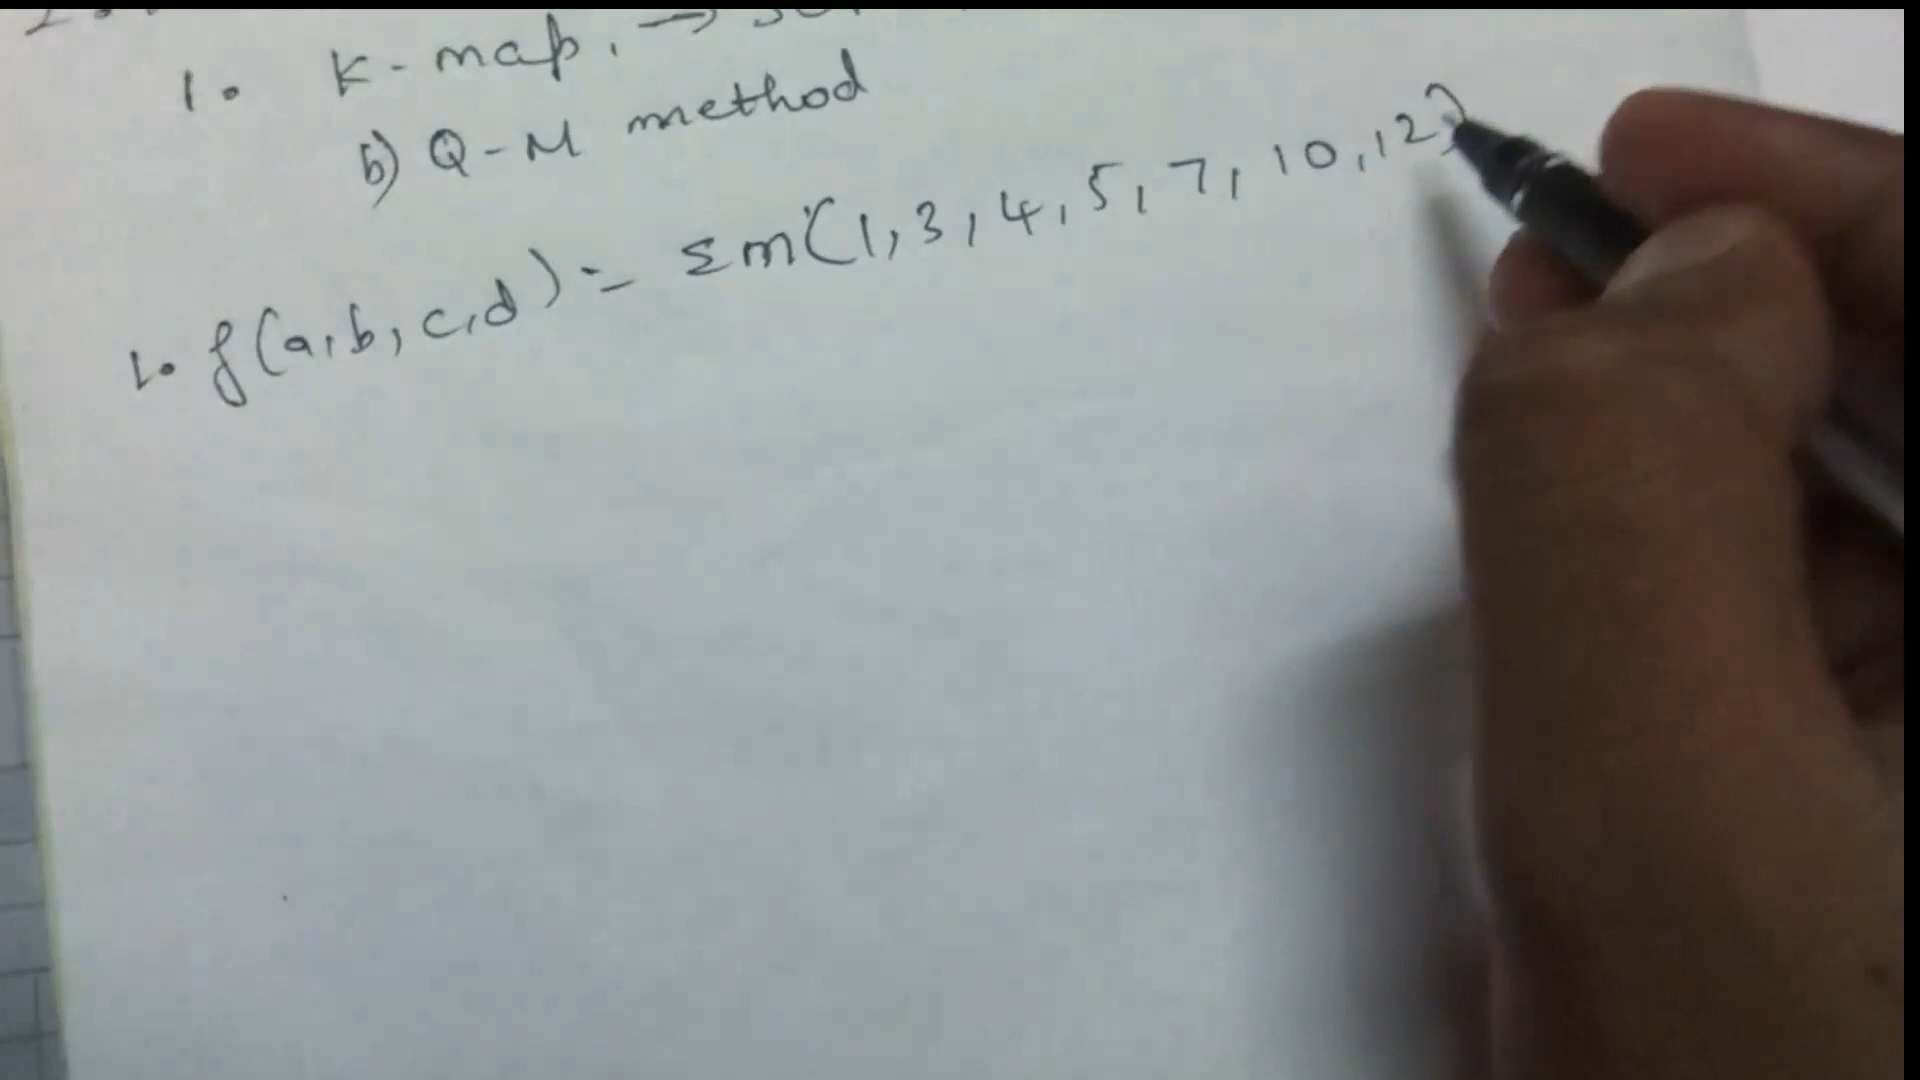 1. K-map. →
b) Q-M method
1. f(a,b,c,d) = Σm(1,3,4,5,7,10,12)